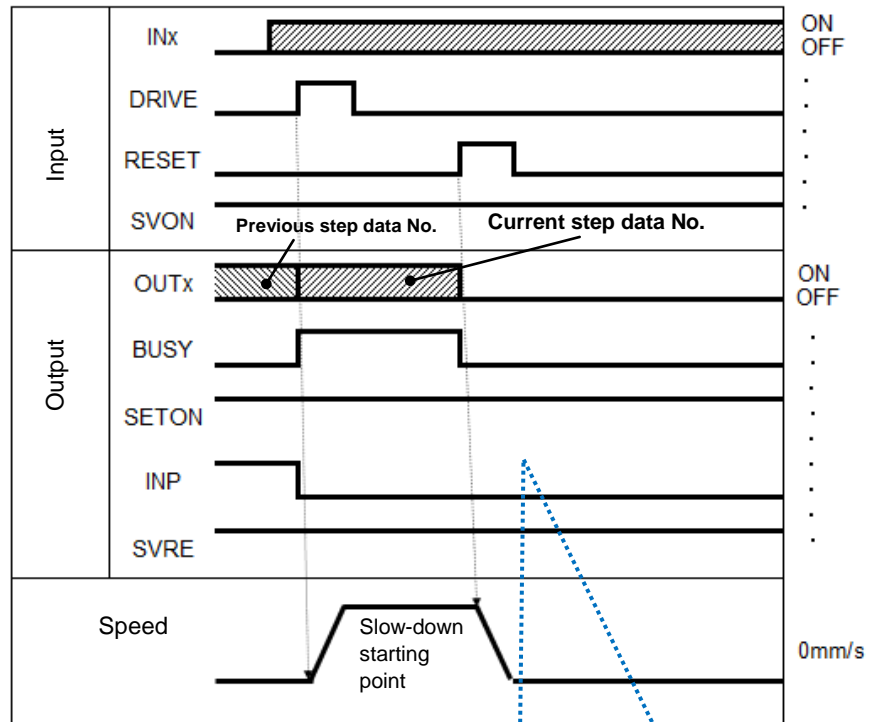 Input
INx
ON
OFF
DRIVE
RESET
SVON
Previous step data No.
Current step data No.
Output
OUTx
ON
OFF
BUSY
SETON
INP
SVRE
Speed
Slow-down
starting
point
0mm/s